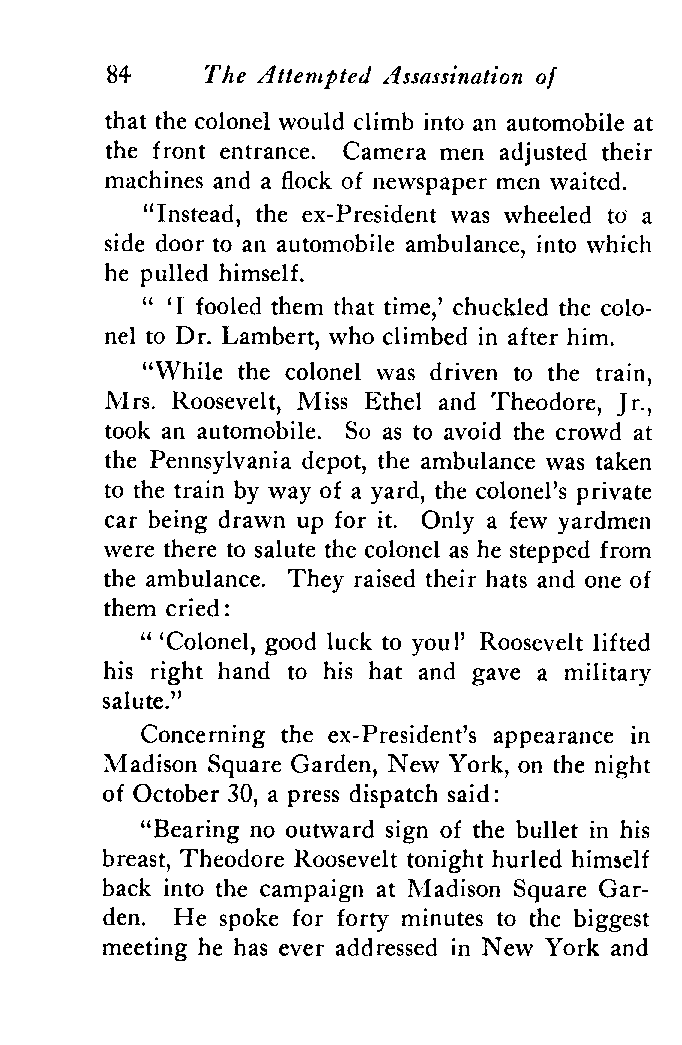 84 The Attempted Assassination of
that the colonel would climb into an automobile at
the front entrance. Camera men adjusted their
machines and a flock of newspaper men waited.
“Instead, the ex-President was wheeled to a
side door to an automobile ambulance, into which
he pulled himself.
“ ‘I fooled them that time,’ chuckled the colo-
nel to Dr. Lambert, who climbed in after him.
“While the colonel was driven to the train,
Mrs. Roosevelt, Miss Ethel and Theodore, Jr.,
took an automobile. So as to avoid the crowd at
the Pennsylvania depot, the ambulance was taken
to the train by way of a yard, the colonel’s private
car being drawn up for it. Only a few yardmen
were there to salute the colonel as he stepped from
the ambulance. They raised their hats and one of
them cried:
“ ‘Colonel, good luck to you!’ Roosevelt lifted
his right hand to his hat and gave a military
salute.”
Concerning the ex-President’s appearance in
Madison Square Garden, New York, on the night
of October 30, a press dispatch said:
“Bearing no outward sign of the bullet in his
breast, Theodore Roosevelt tonight hurled himself
back into the campaign at Madison Square Gar-
den. He spoke for forty minutes to the biggest
meeting he has ever addressed in New York and